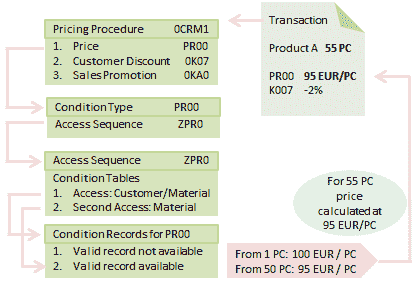 Pricing Procedure 0CRM1
1. Price PR00
2. Customer Discount 0K07
3. Sales Promotion 0KA0
Condition Type PR00
Access Sequence ZPR0
Access Sequence ZPR0
Condition Tables
1. Access: Customer/Material
2. Second Access: Material
Condition Records for PR00
1. Valid record not available
2. Valid record available
From 1 PC: 100 EUR / PC
From 50 PC: 95 EUR / PC
For 55 PC
price
calculated at
95 EUR/PC
Transaction
Product A 55 PC
PR00 95 EUR/PC
K007 -2%